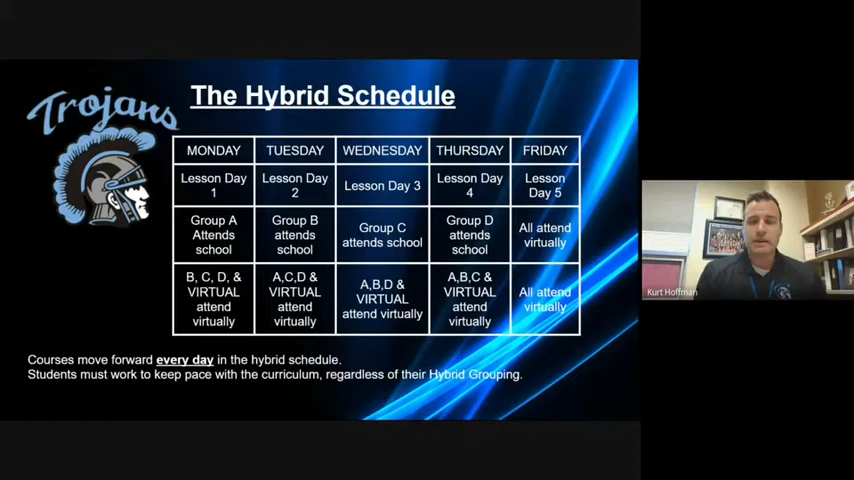 Trojans
The Hybrid Schedule
MONDAY TUESDAY WEDNESDAY THURSDAY FRIDAY
Lesson Day
1
Lesson Day
2
Lesson Day 3
Lesson Day
4
Lesson
Day 5
Group A
Attends
school
Group B
attends
school
Group C
attends school
Group D
attends
school
All attend
virtually
B, C, D, &
VIRTUAL
attend
virtually
A,C,D &
VIRTUAL
attend
virtually
A,B,D &
VIRTUAL
attend virtually
A,B,C &
VIRTUAL
attend
virtually
All attend
virtually
Courses move forward every day in the hybrid schedule.
Students must work to keep pace with the curriculum, regardless of their Hybrid Grouping.
Kurt Hoffman